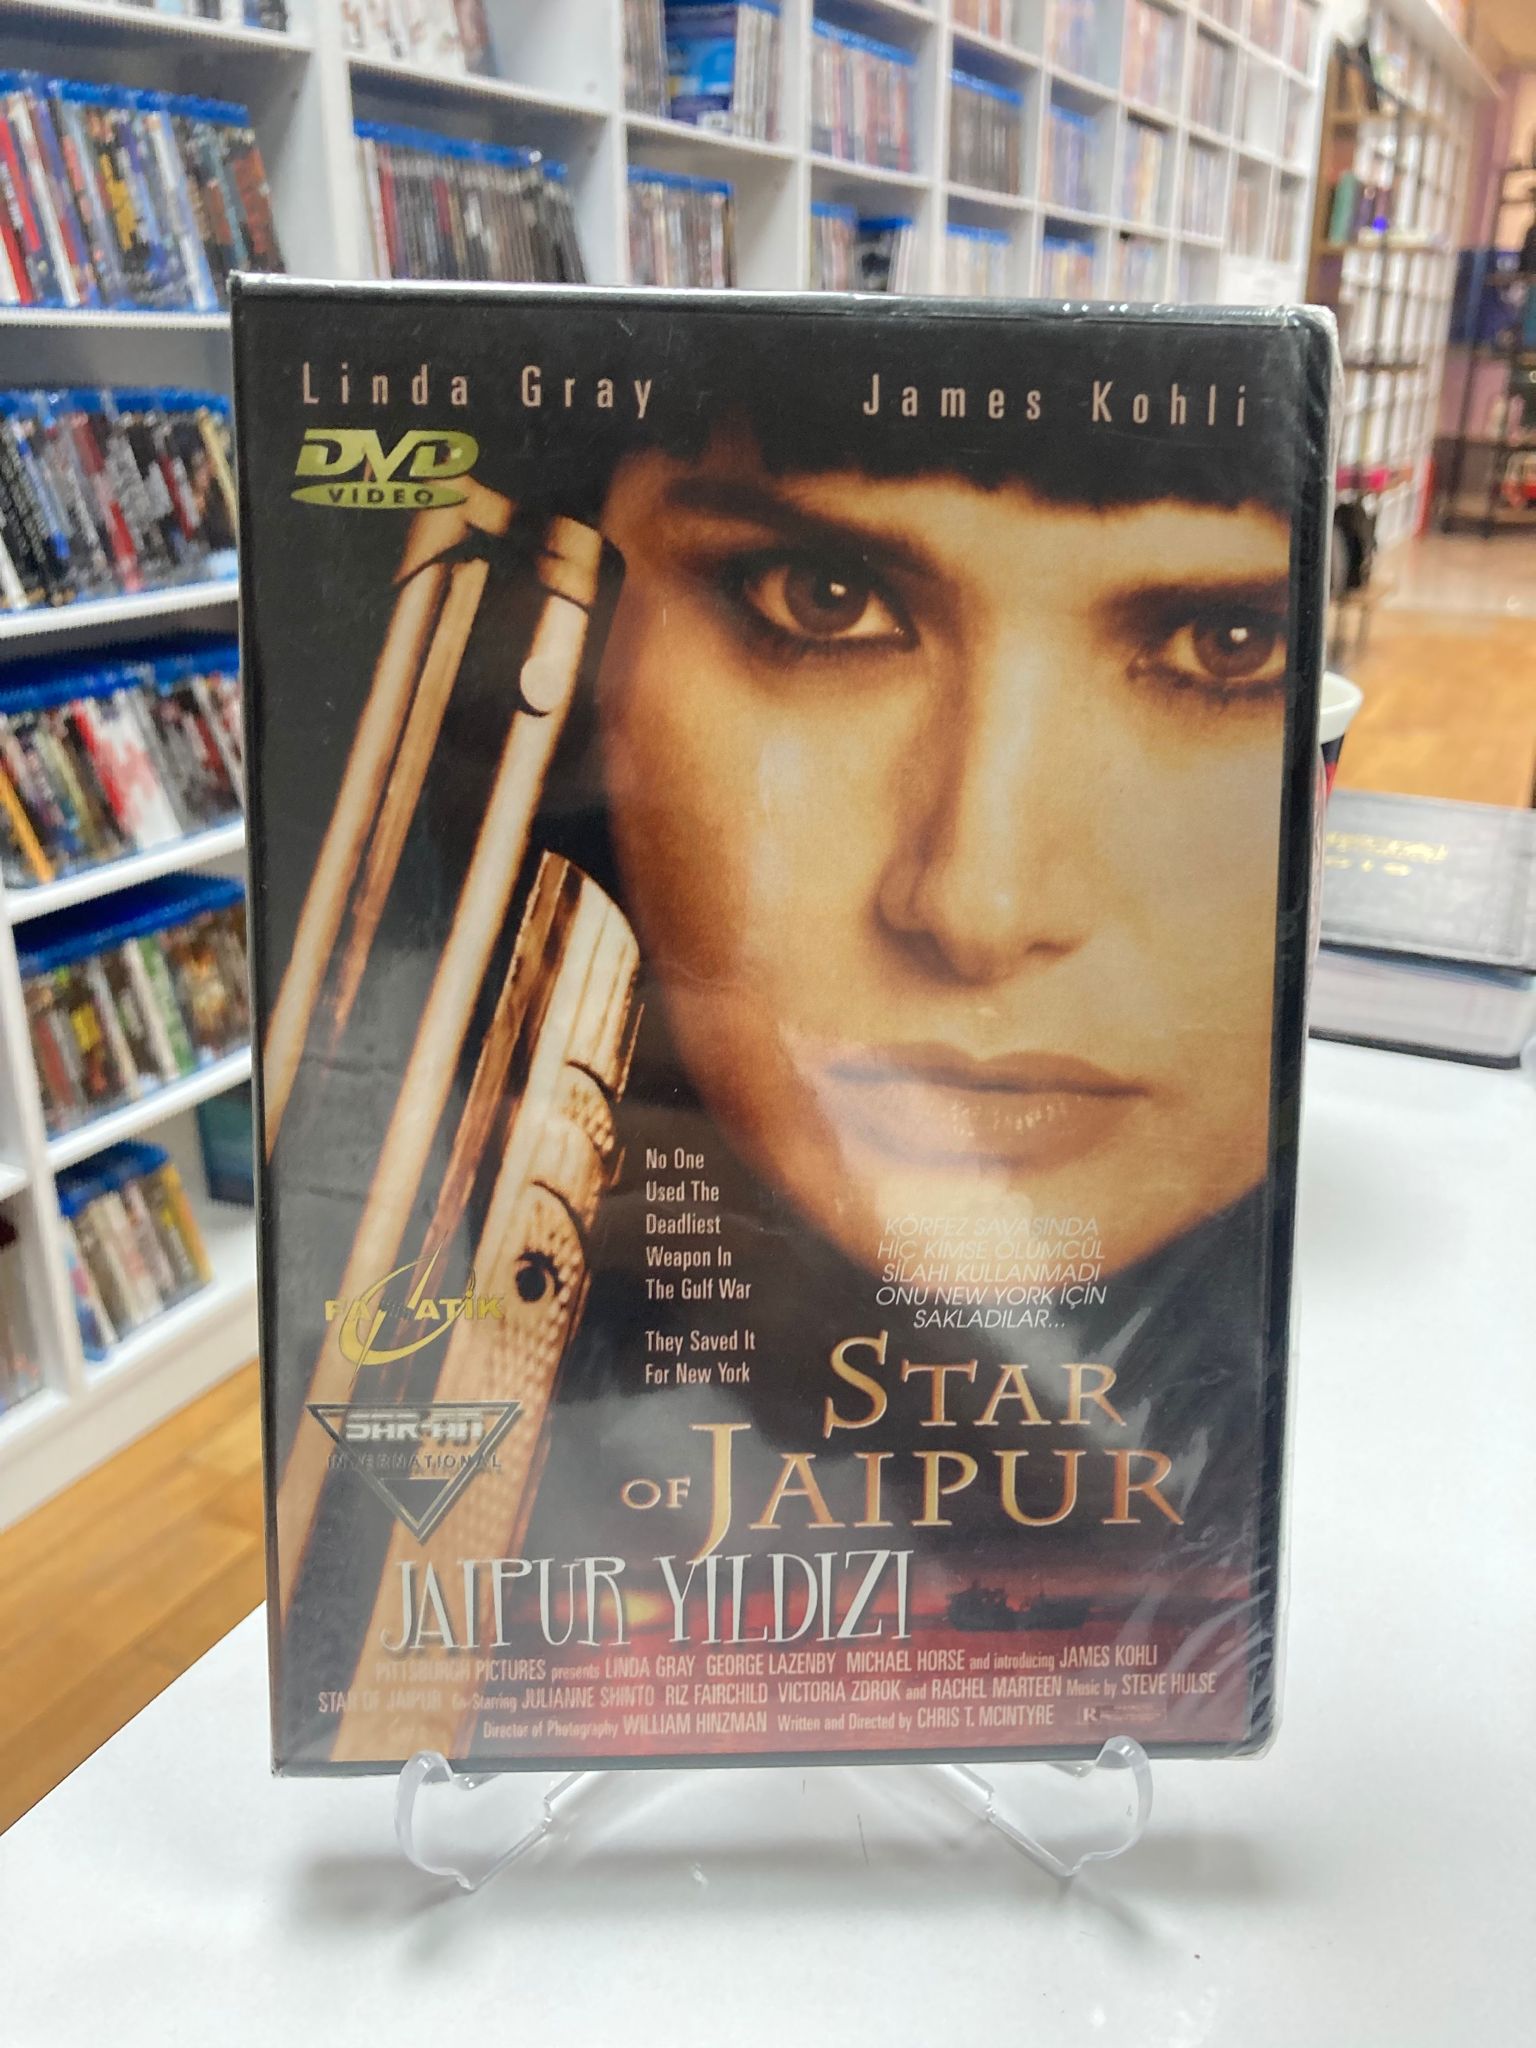 Linda Gray James Kohli
DVD
VIDEO
No One
Used The
Deadliest
Weapon In
The Gulf War
They Saved It
For New York
KÖRFEZ SAVAŞINDA
HİÇ KİMSE ÖLÜMCÜL
SİLAHI KULLANMADI
ONU NEW YORK İÇİN
SAKLADILAR...
FANATİK
INTERNATIONAL
STAR
OF JAIPUR
JAIPUR YILDIZI
PITTSBURGH PICTURES presents LINDA GRAY GEORGE LAZENBY MICHAEL HORSE and introducing JAMES KOHLI
STAR OF JAIPUR Co-Starring JULIANNE SHINTO RIZ FAIRCHILD VICTORIA ZDROK and RACHEL MARTEEN Music by STEVE HULSE
Director of Photography WILLIAM HINZMAN Written and Directed by CHRIS T. MCINTYRE R